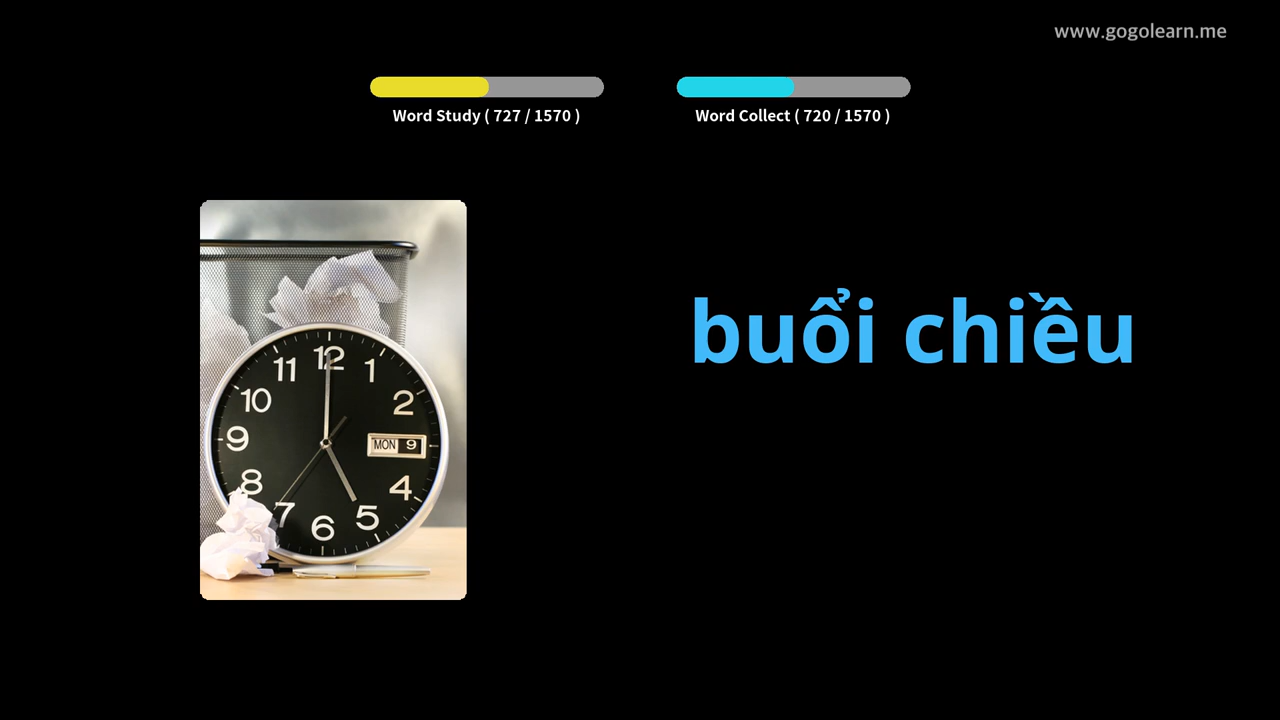 www.gogolearn.me
Word Study ( 727 / 1570 )
Word Collect ( 720 / 1570 )
buổi chiều
12
11
1
10
2
9
MON 9
8
4
7
5
6